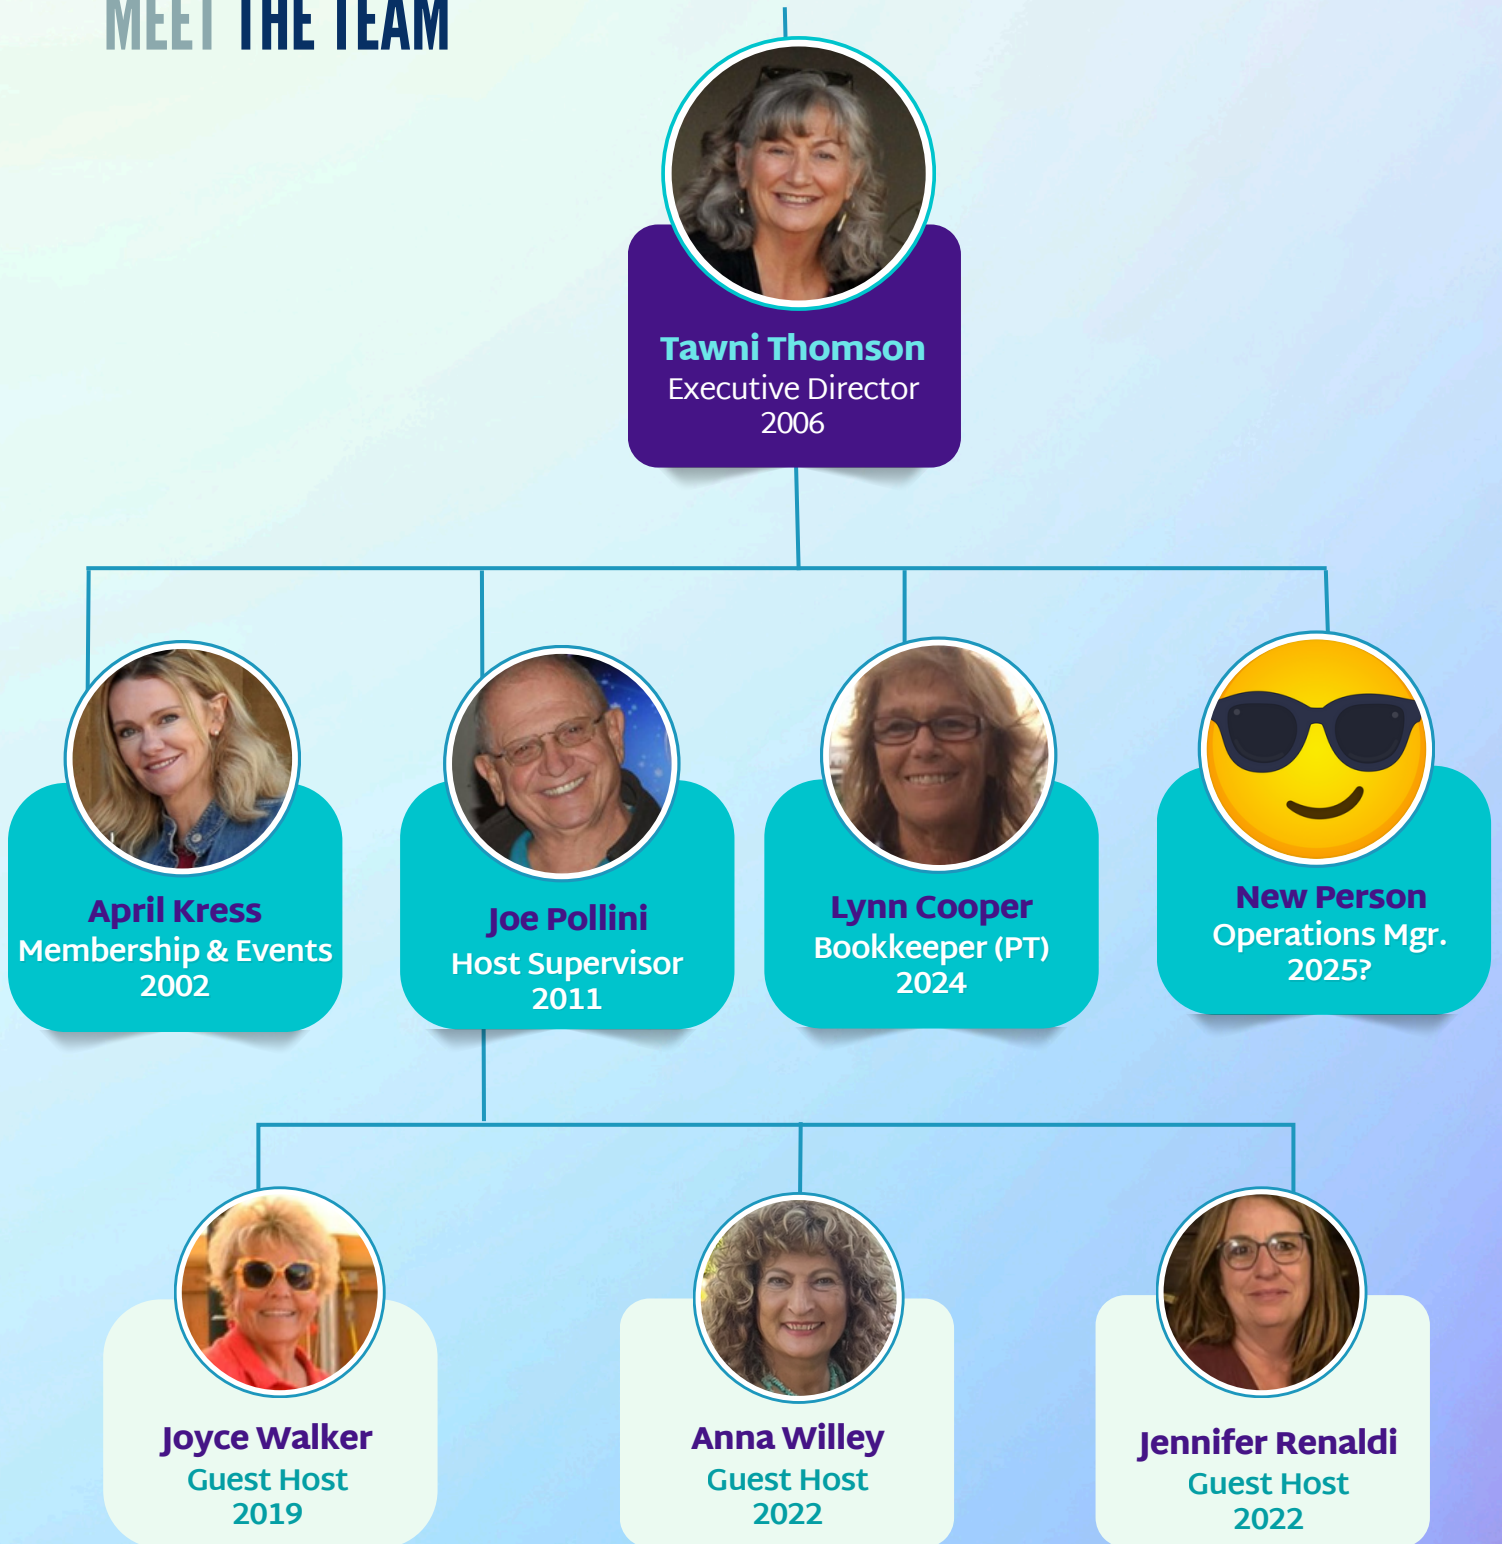 MEET THE TEAM
Tawni Thomson
Executive Director
2006
April Kress
Membership & Events
2002
Joe Pollini
Host Supervisor
2011
Lynn Cooper
Bookkeeper (PT)
2024
New Person
Operations Mgr.
2025?
Joyce Walker
Guest Host
2019
Anna Willey
Guest Host
2022
Jennifer Renaldi
Guest Host
2022